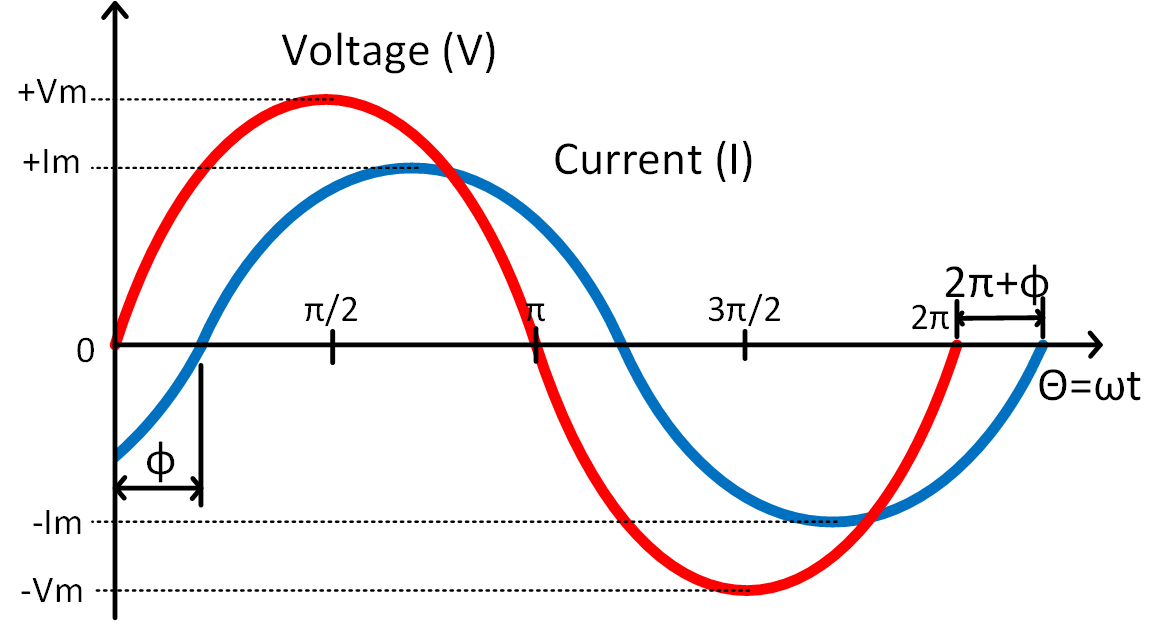 Voltage (V)
+Vm
+Im
Current (I)
2π+ϕ
π/2
π
3π/2
2π
0
Θ=ωt
ϕ
-Im
-Vm